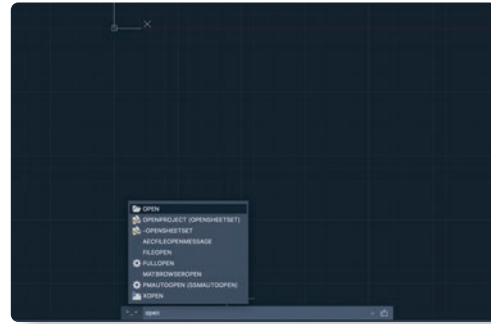 OPEN
OPENPROJECT (OPENSHEETSET)
-OPENSHEETSET
AECFILEOPENMESSAGE
FILEOPEN
FULLOPEN
MATBROWSEROPEN
PMAUTOOPEN (SSMAUTOOPEN)
XOPEN
open